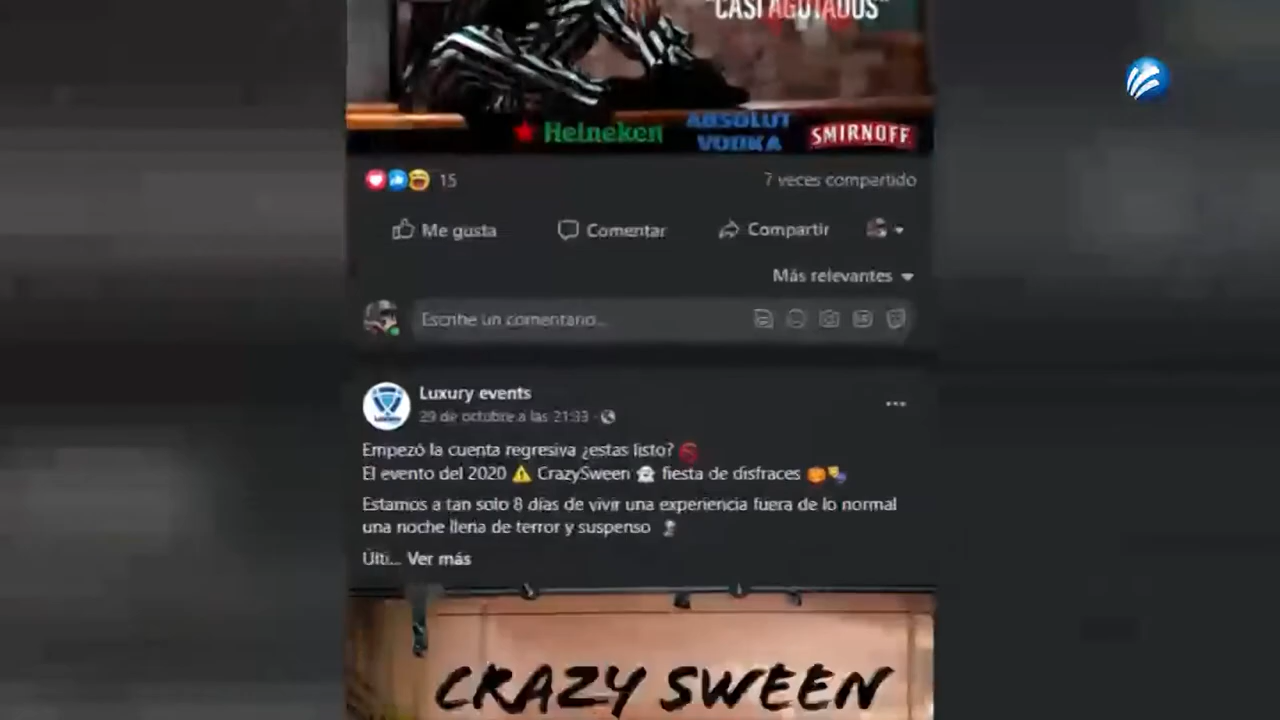 "CASI AGOTADOS"
Heineken
ABSOLUT
VODKA
SMIRNOFF
15
7 veces compartido
Me gusta
Comentar
Compartir
Más relevantes
Escribe un comentario...
Luxury events
29 de octubre a las 21:33
Empezó la cuenta regresiva ¿estas listo?
El evento del 2020 ⚠ CrazySween 👻 fiesta de disfraces 🎃🎭
Estamos a tan solo 8 días de vivir una experiencia fuera de lo normal
una noche llena de terror y suspenso
Últi... Ver más
CRAZY SWEEN